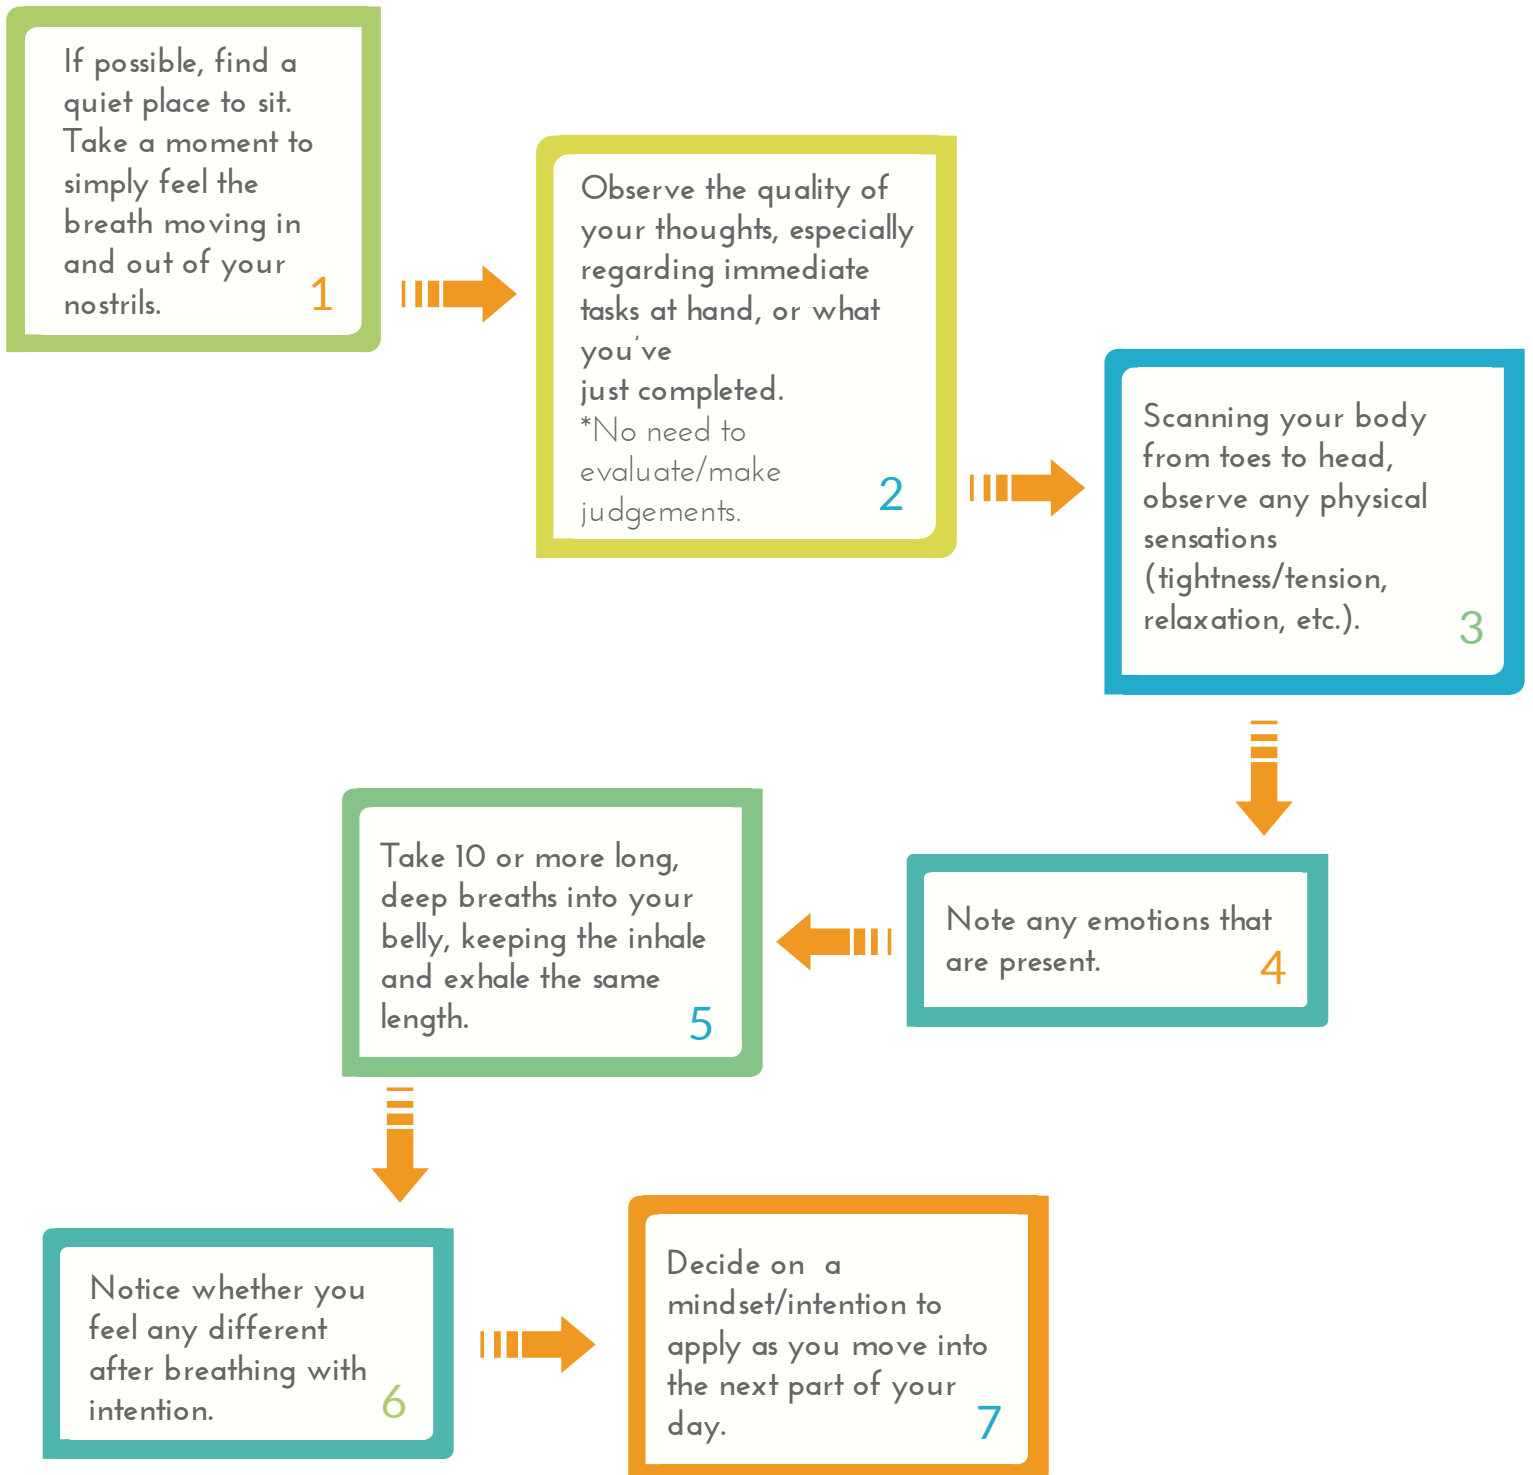 If possible, find a
quiet place to sit.
Take a moment to
simply feel the
breath moving in
and out of your
nostrils.
1
Observe the quality of
your thoughts, especially
regarding immediate
tasks at hand, or what
you've
just completed.
*No need to
evaluate/make
judgements.
2
Scanning your body
from toes to head,
observe any physical
sensations
(tightness/tension,
relaxation, etc.).
3
Note any emotions that
are present.
4
Take 10 or more long,
deep breaths into your
belly, keeping the inhale
and exhale the same
length.
5
Notice whether you
feel any different
after breathing with
intention.
6
Decide on a
mindset/intention to
apply as you move into
the next part of your
day.
7